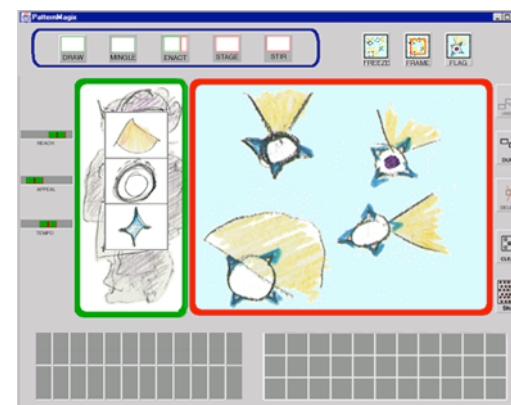 PatternMagix
DRAW MINGLE ENACT STAGE STIR
FREEZE FRAME FLAG
REACH
APPEAL
TEMPO